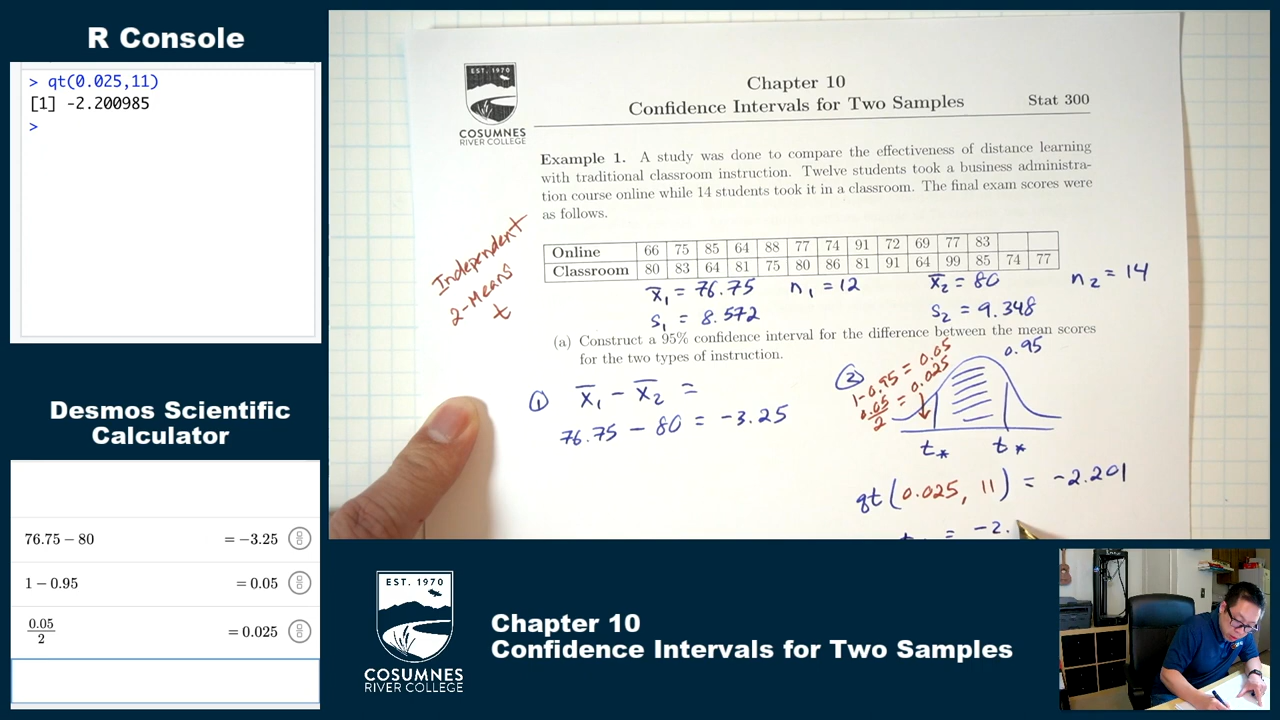 R Console
> qt(0.025,11)
[1] -2.200985
>
Desmos Scientific
Calculator
76.75 − 80 = −3.25
1 − 0.95 = 0.05
0.05/2 = 0.025
EST. 1970
COSUMNES
RIVER COLLEGE
Chapter 10
Confidence Intervals for Two Samples
Stat 300
Example 1. A study was done to compare the effectiveness of distance learning
with traditional classroom instruction. Twelve students took a business administra-
tion course online while 14 students took it in a classroom. The final exam scores were
as follows.
Online 66 75 85 64 88 77 74 91 72 69 77 83
Classroom 80 83 64 81 75 80 86 81 91 64 99 85 74 77
Independent
2-Means
t
x̄₁ = 76.75 n₁ = 12 x̄₂ = 80 n₂ = 14
s₁ = 8.572 s₂ = 9.348
(a) Construct a 95% confidence interval for the difference between the mean scores
for the two types of instruction.
① x̄₁ − x̄₂ =
76.75 − 80 = −3.25
②
1-0.95 = 0.05
0.05/2 = 0.025
0.95
t* t*
qt(0.025, 11) = −2.201
= −2.
EST. 1970
COSUMNES
RIVER COLLEGE
Chapter 10
Confidence Intervals for Two Samples